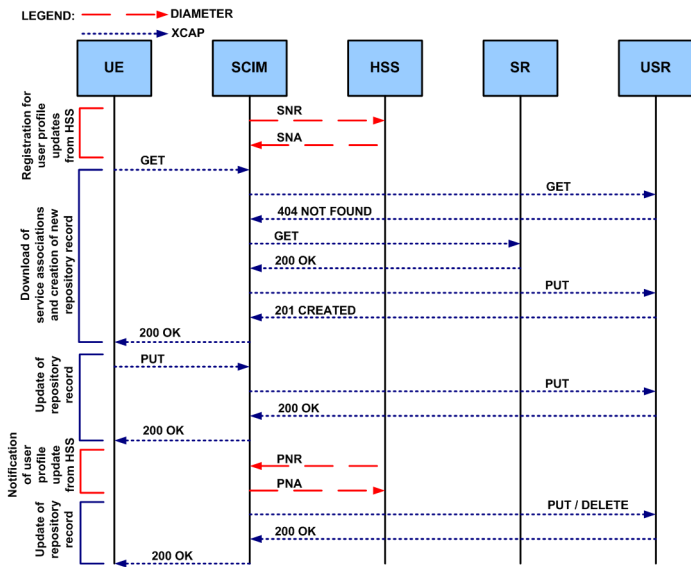 LEGEND:
DIAMETER
XCAP
UE
SCIM
HSS
SR
USR
Registration for
user profile
updates
from HSS
SNR
SNA
Download of
service associations
and creation of new
repository record
GET
GET
404 NOT FOUND
GET
200 OK
PUT
201 CREATED
200 OK
Update of
repository
record
PUT
PUT
200 OK
200 OK
Notification
of user
profile
update
from HSS
PNR
PNA
Update of
repository
record
PUT / DELETE
200 OK
200 OK